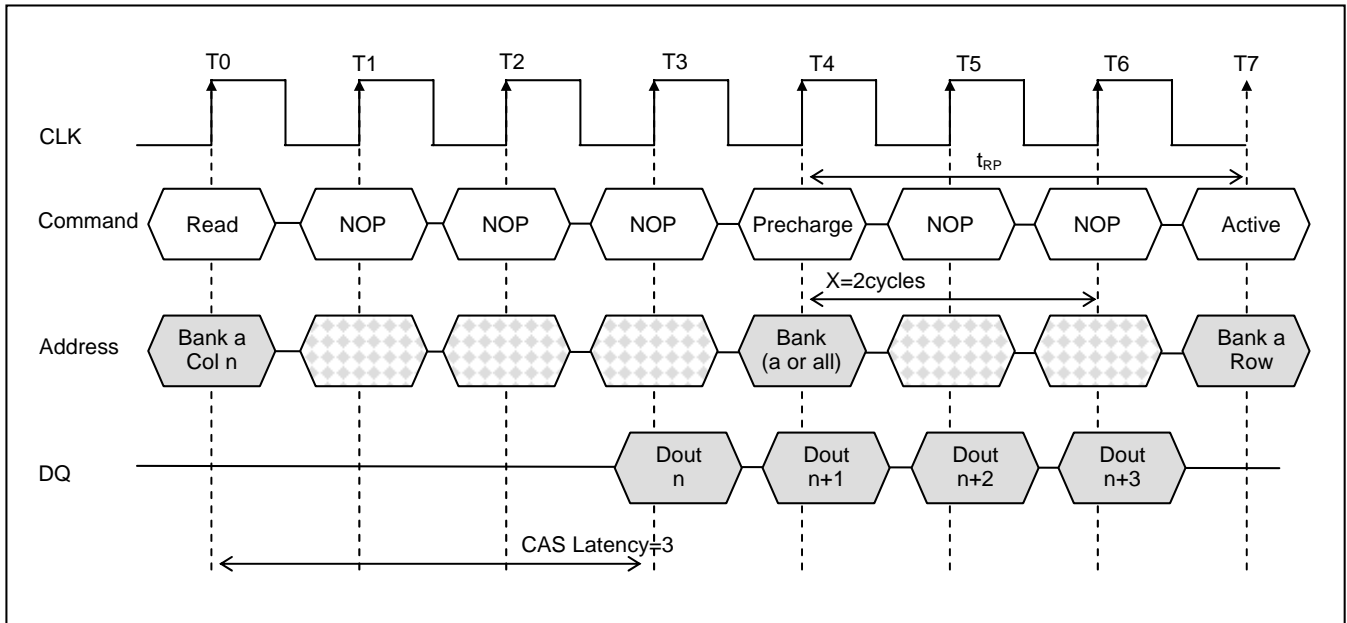 T0 T1 T2 T3 T4 T5 T6 T7
CLK
tRP
Command Read NOP NOP NOP Precharge NOP NOP Active
X=2cycles
Address Bank a Bank Bank a
Col n (a or all) Row
DQ Dout Dout Dout Dout
n n+1 n+2 n+3
CAS Latency=3